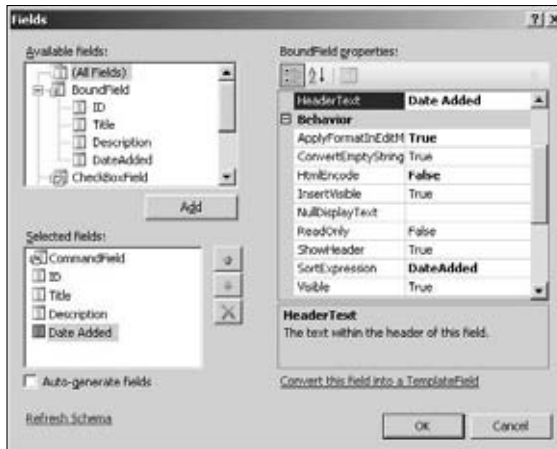 Fields
Available fields:
(All Fields)
BoundField
ID
Title
Description
DateAdded
CheckBoxField
Add
Selected fields:
CommandField
ID
Title
Description
Date Added
Auto-generate fields
Refresh Schema
BoundField properties:
HeaderText Date Added
Behavior
ApplyFormatInEditM True
ConvertEmptyString True
HtmlEncode False
InsertVisible True
NullDisplayText
ReadOnly False
ShowHeader True
SortExpression DateAdded
Visible True
HeaderText
The text within the header of this field.
Convert this field into a TemplateField
OK
Cancel